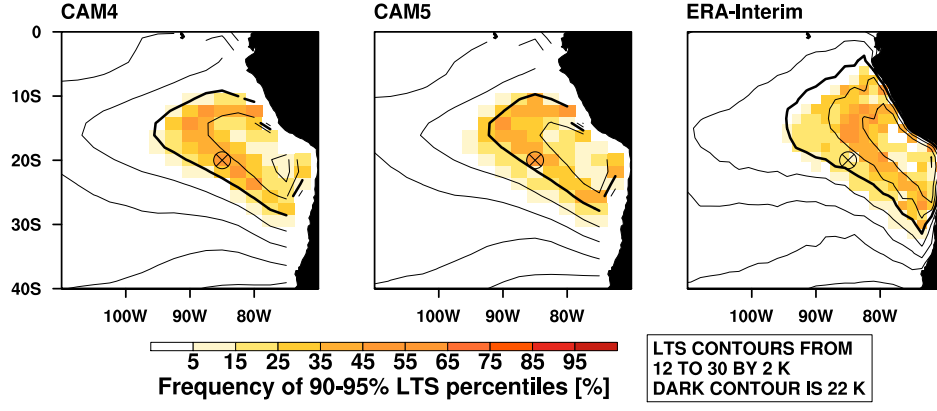 CAM4 CAM5 ERA-Interim
0
10S
20S
30S
40S
100W 90W 80W 100W 90W 80W 100W 90W 80W
5 15 25 35 45 55 65 75 85 95
Frequency of 90-95% LTS percentiles [%]
LTS CONTOURS FROM
12 TO 30 BY 2 K
DARK CONTOUR IS 22 K